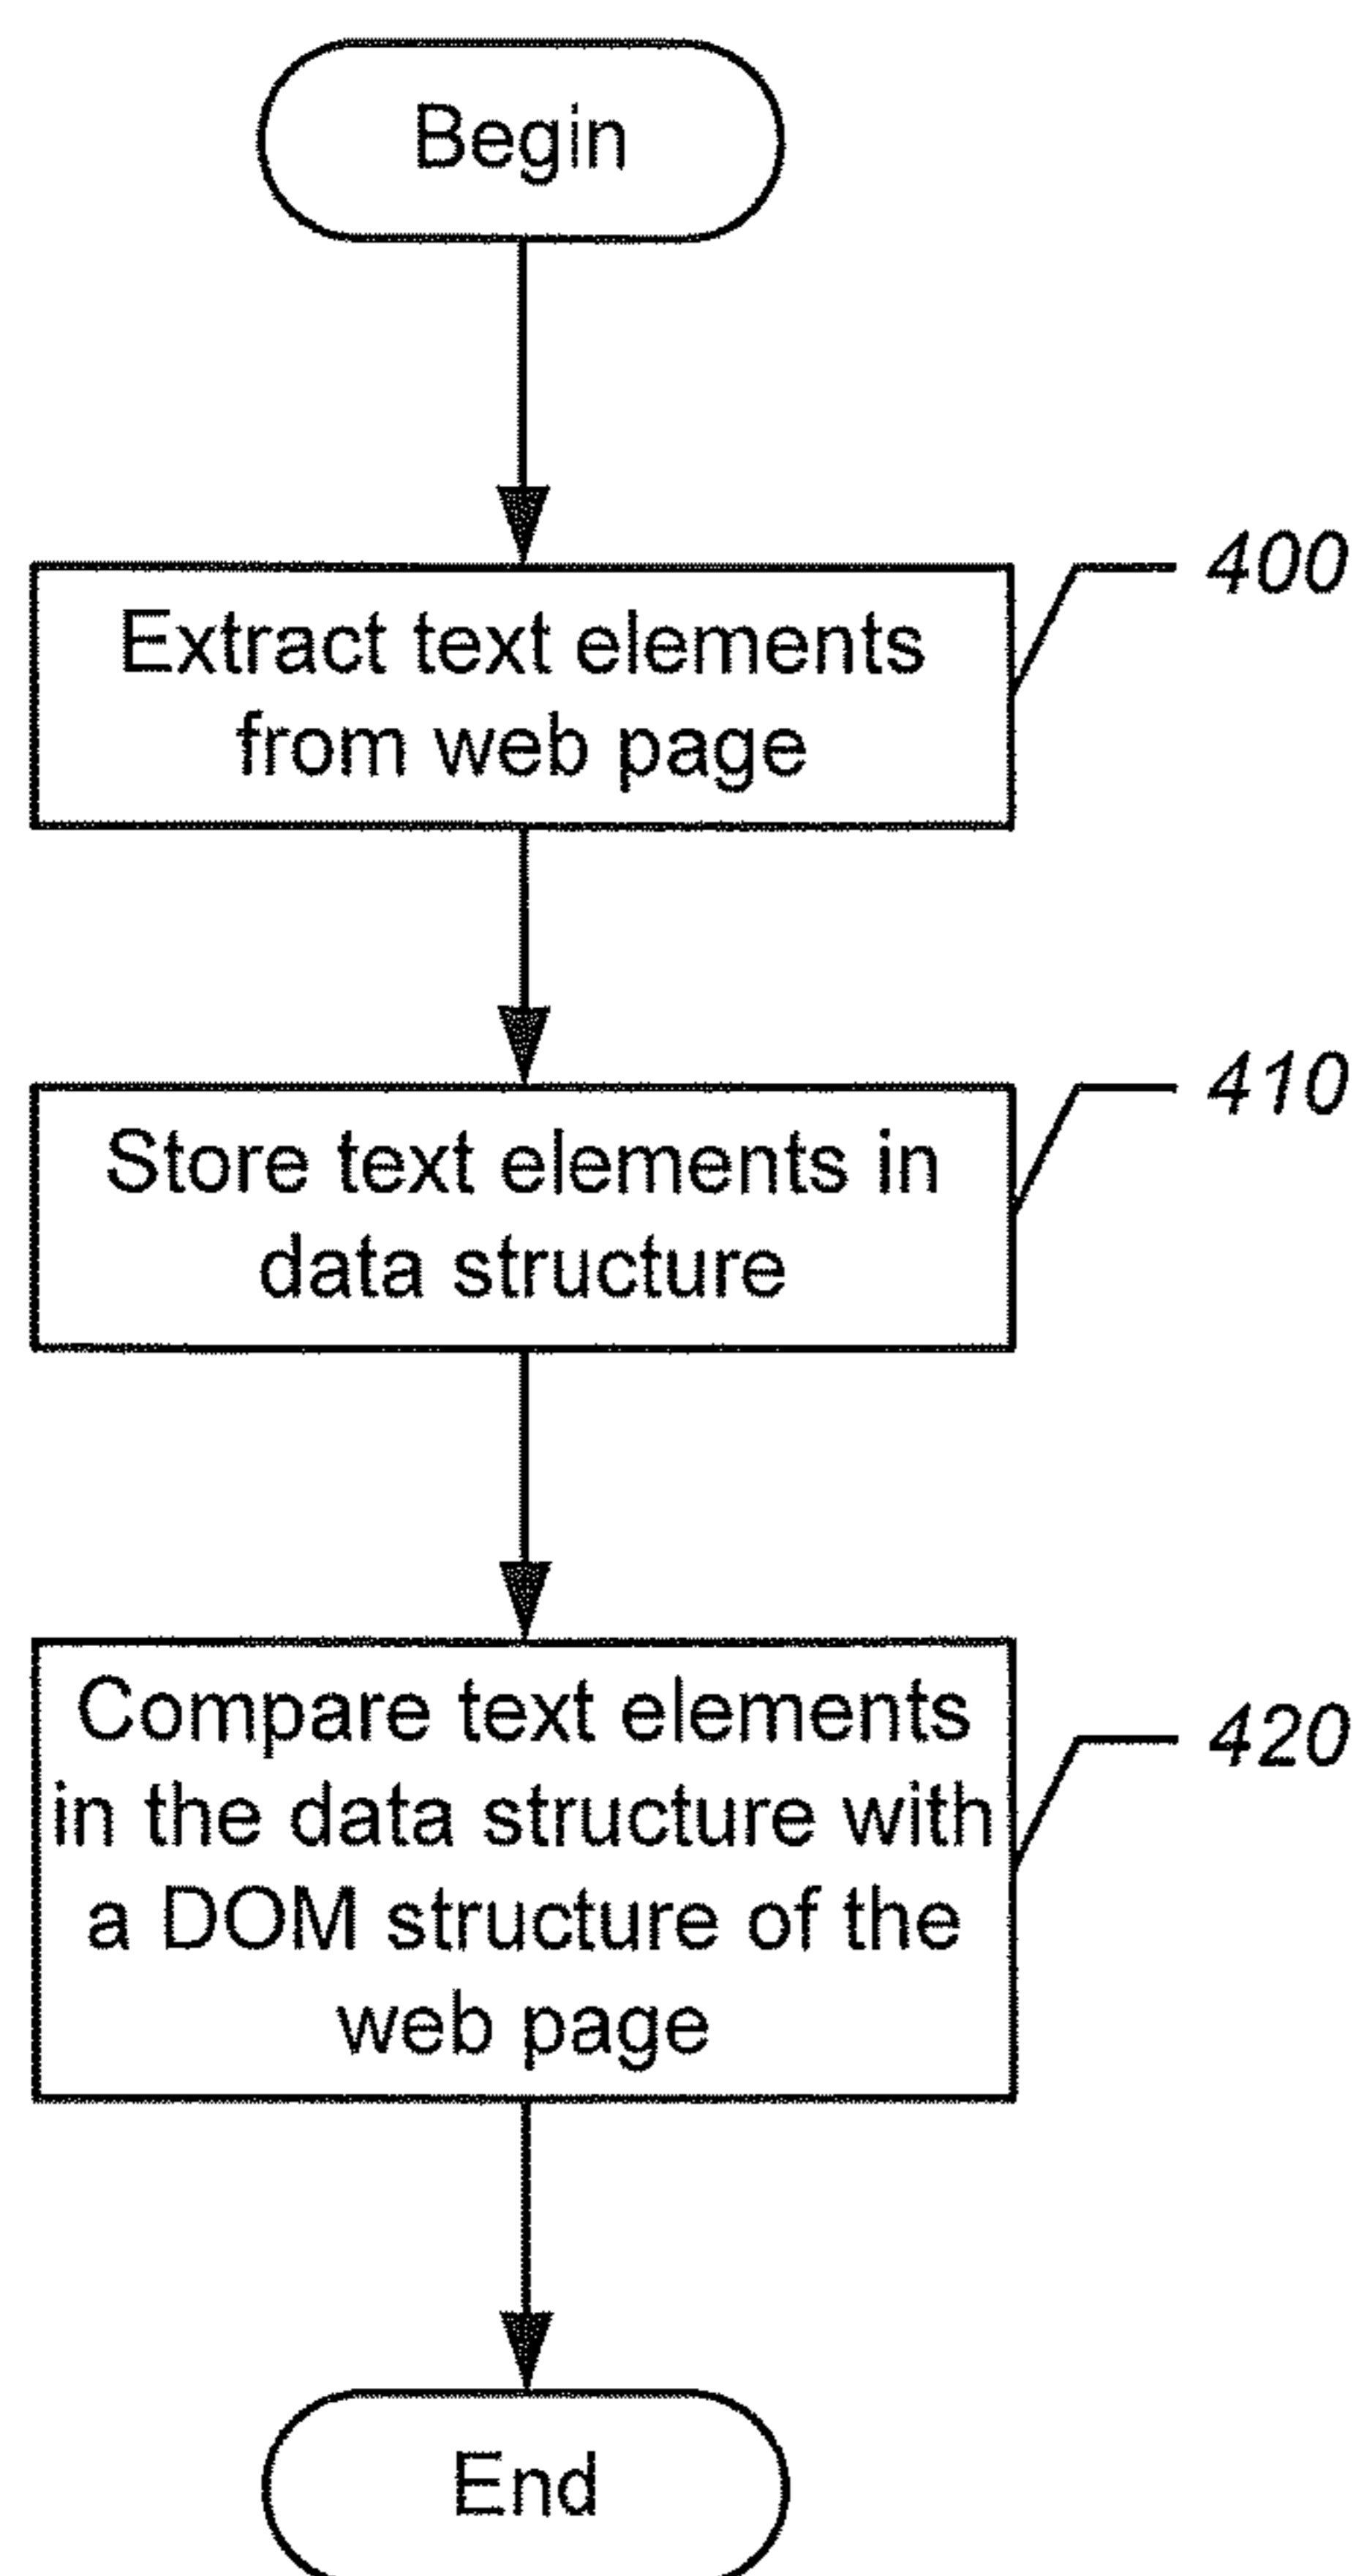 Begin
400
Extract text elements
from web page
410
Store text elements in
data structure
420
Compare text elements
in the data structure with
a DOM structure of the
web page
End